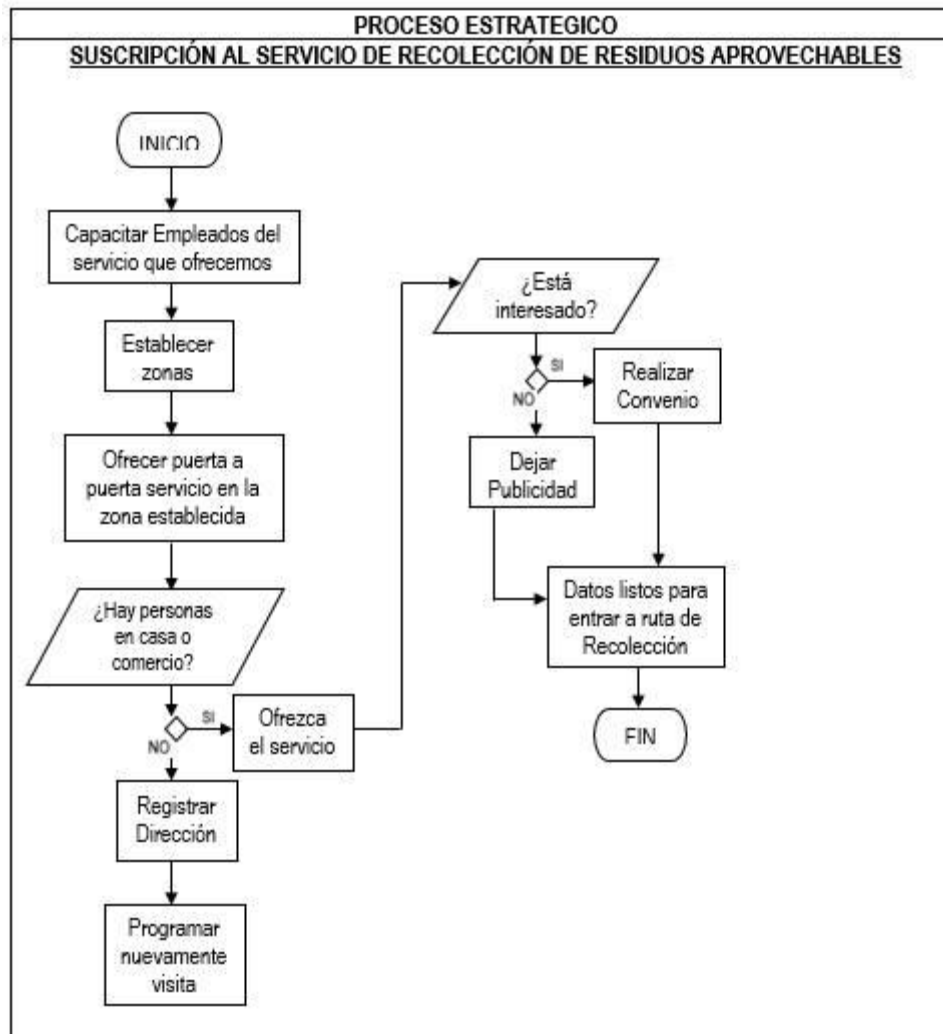 PROCESO ESTRATEGICO
SUSCRIPCIÓN AL SERVICIO DE RECOLECCIÓN DE RESIDUOS APROVECHABLES
INICIO
Capacitar Empleados del
servicio que ofrecemos
Establecer
zonas
Ofrecer puerta a
puerta servicio en la
zona establecida
¿Hay personas
en casa o
comercio?
SI
NO
Ofrezca
el servicio
Registrar
Dirección
Programar
nuevamente
visita
¿Está
interesado?
SI
NO
Realizar
Convenio
Dejar
Publicidad
Datos listos para
entrar a ruta de
Recolección
FIN